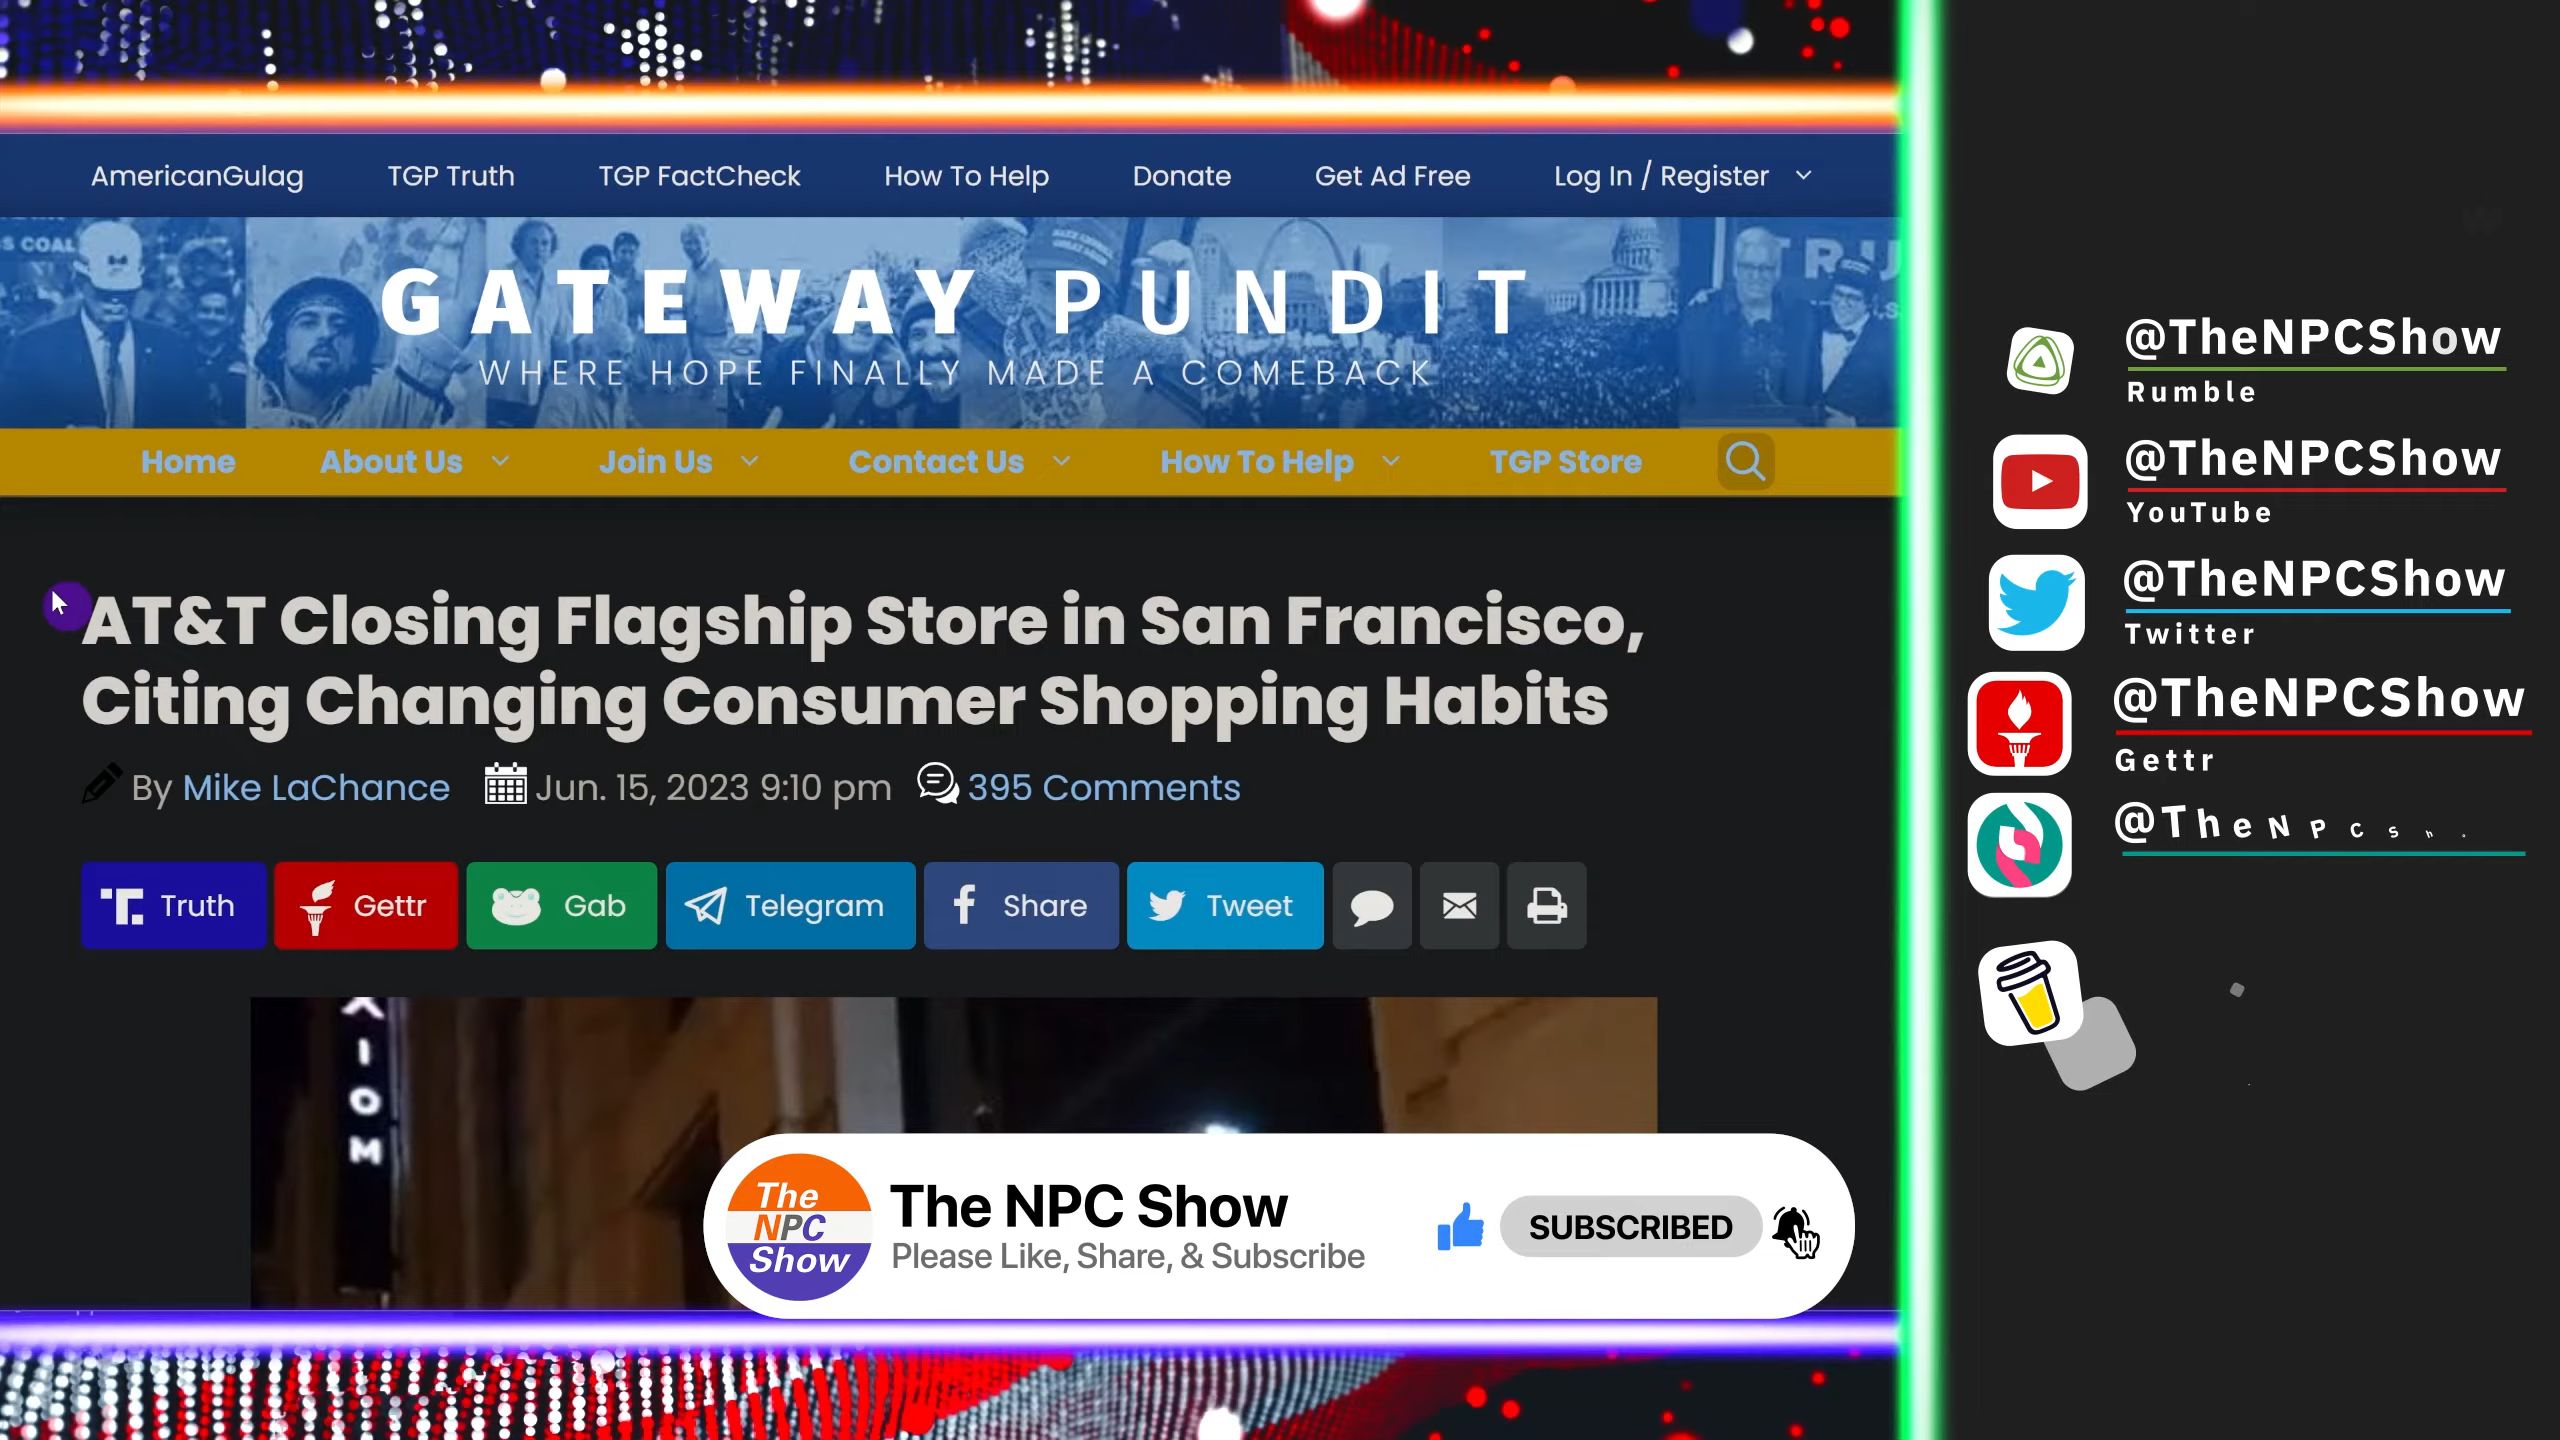 AmericanGulag TGP Truth TGP FactCheck How To Help Donate Get Ad Free Log In / Register
S COAL
TRU
GATEWAY PUNDIT
WHERE HOPE FINALLY MADE A COMEBACK
Home About Us Join Us Contact Us How To Help TGP Store
AT&T Closing Flagship Store in San Francisco,
Citing Changing Consumer Shopping Habits
By Mike LaChance Jun. 15, 2023 9:10 pm 395 Comments
Truth Gettr Gab Telegram Share Tweet
XIOM
The NPC Show
The NPC Show
Please Like, Share, & Subscribe
SUBSCRIBED
@TheNPCShow
Rumble
@TheNPCShow
YouTube
@TheNPCShow
Twitter
@TheNPCShow
Gettr
@TheNPCSh